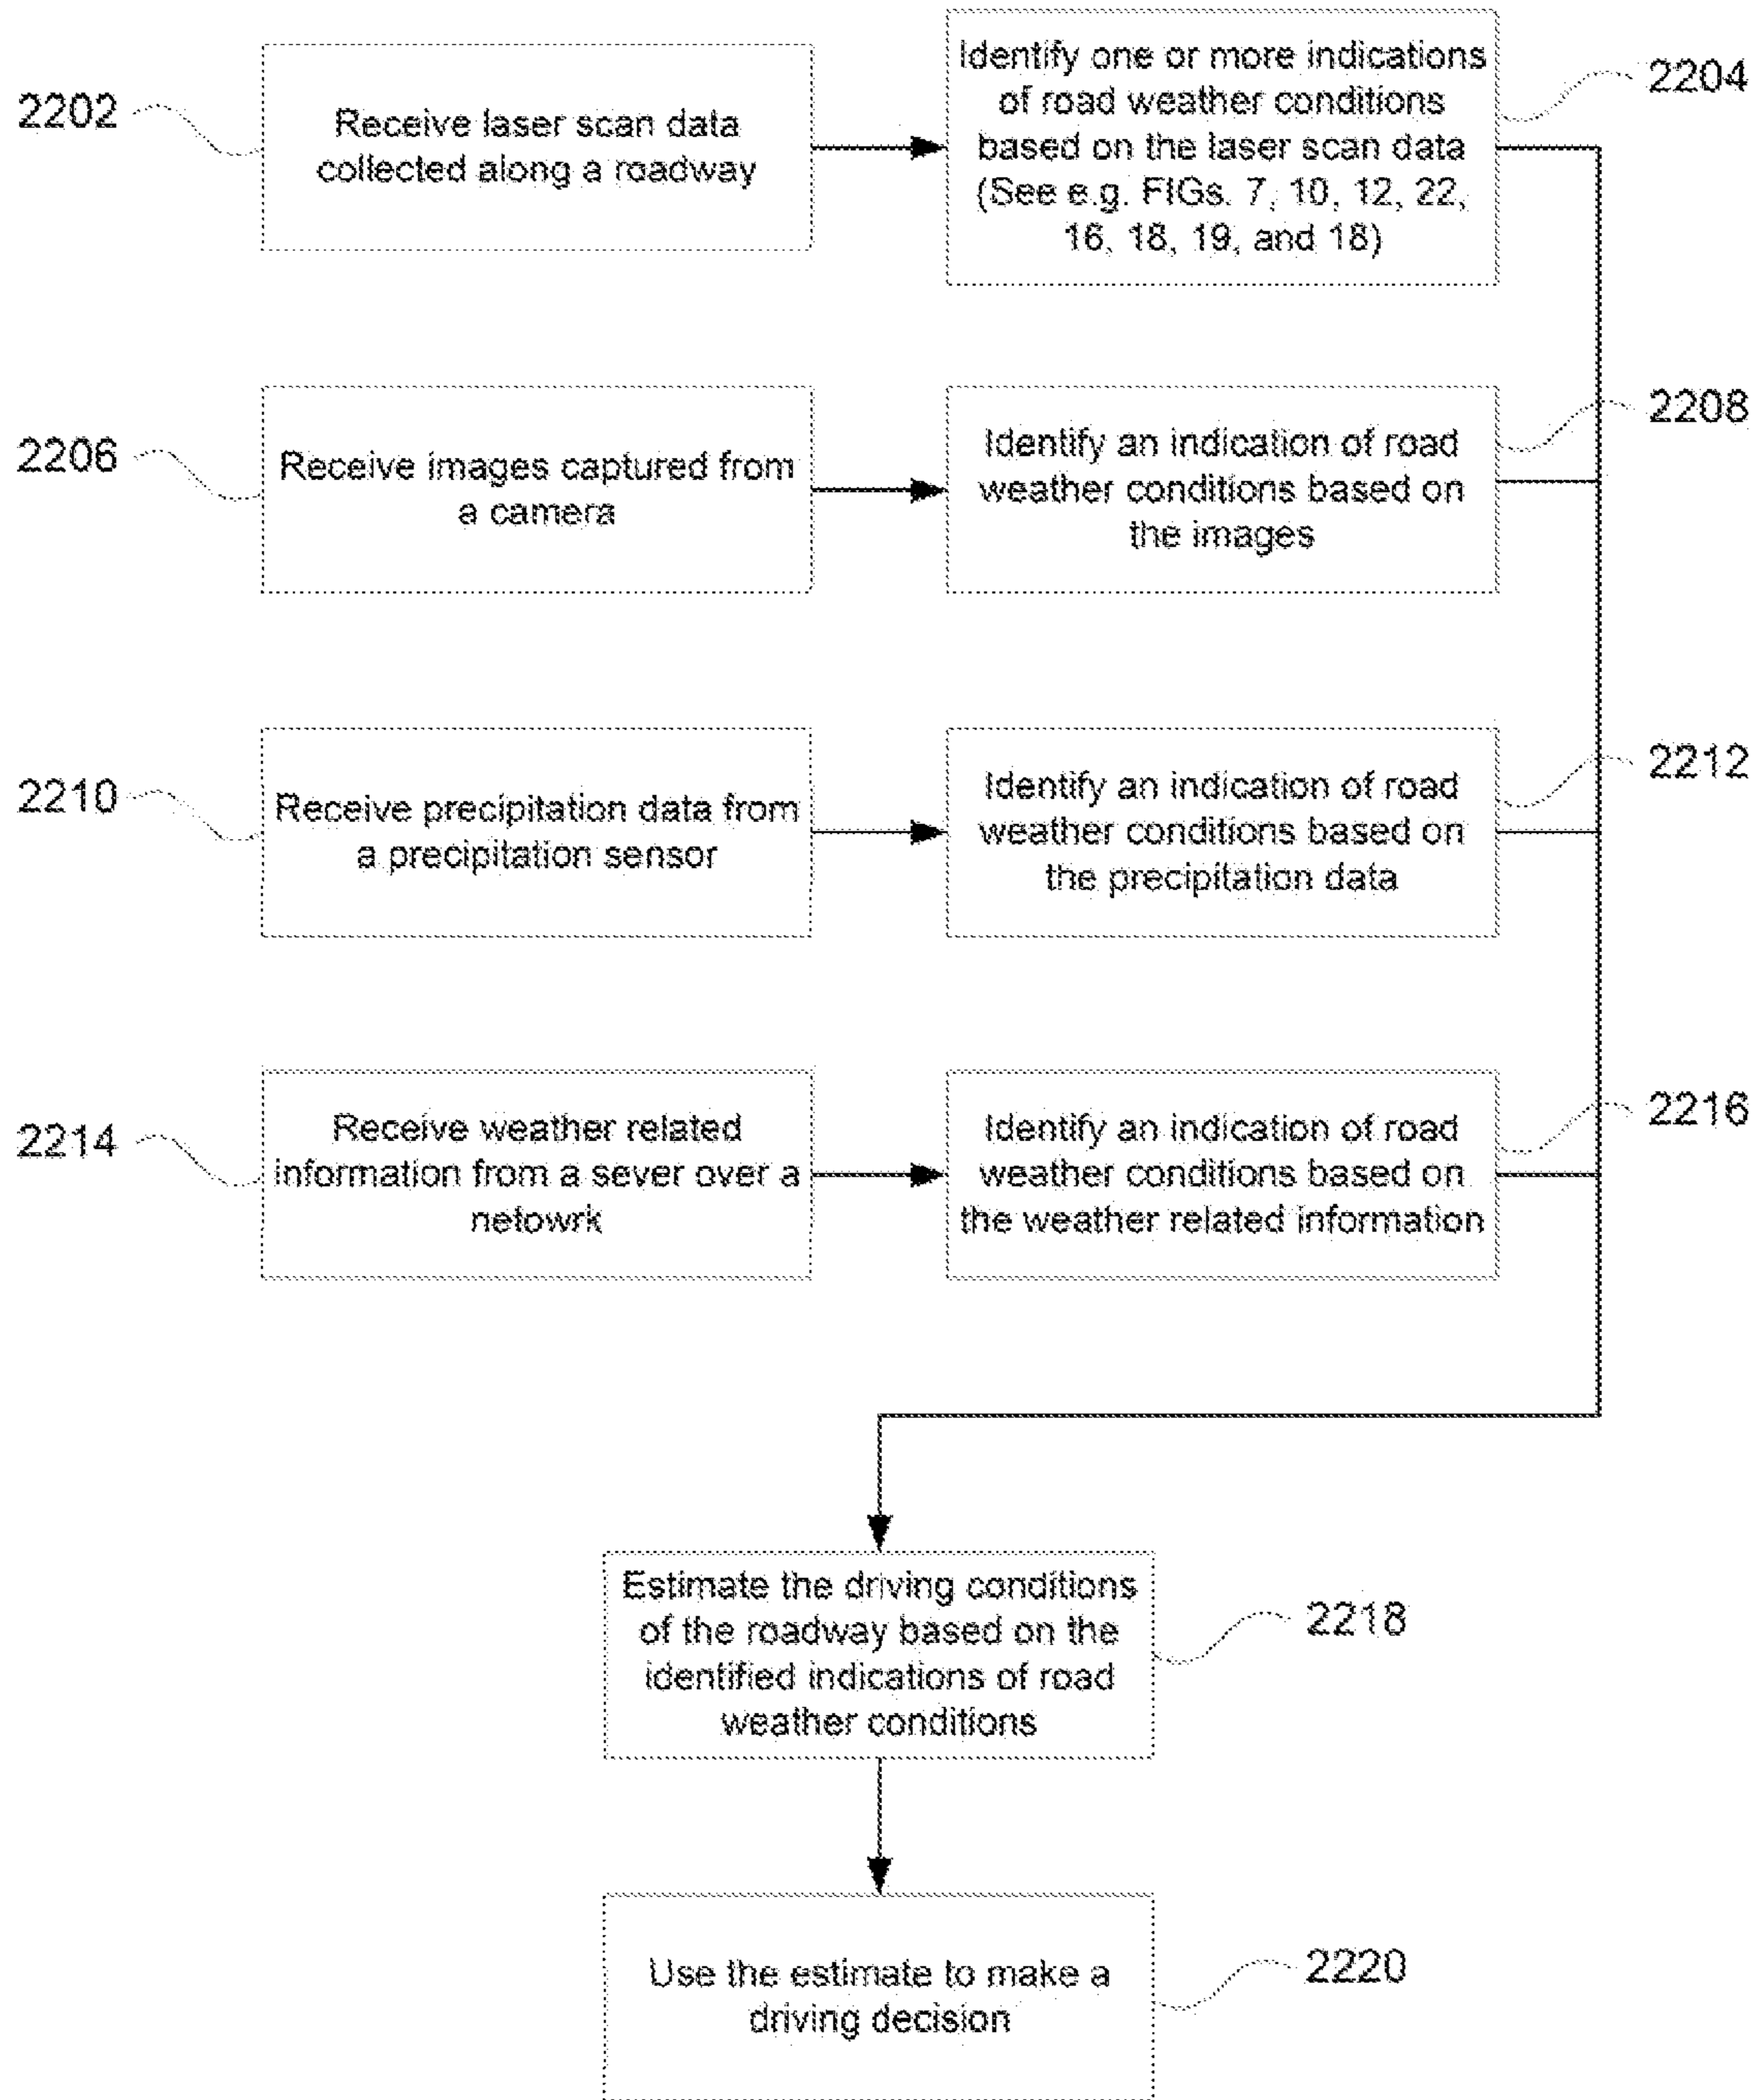 2202
Receive laser scan data
collected along a roadway
Identify one or more indications
of road weather conditions
based on the laser scan data
(See e.g. FIGs. 7, 10, 12, 22,
16, 18, 19, and 18)
2204
2206
Receive images captured from
a camera
Identify an indication of road
weather conditions based on
the images
2208
2210
Receive precipitation data from
a precipitation sensor
Identify an indication of road
weather conditions based on
the precipitation data
2212
2214
Receive weather related
information from a sever over a
netowrk
Identify an indication of road
weather conditions based on
the weather related information
2216
Estimate the driving conditions
of the roadway based on the
identified indications of road
weather conditions
2218
Use the estimate to make a
driving decision
2220